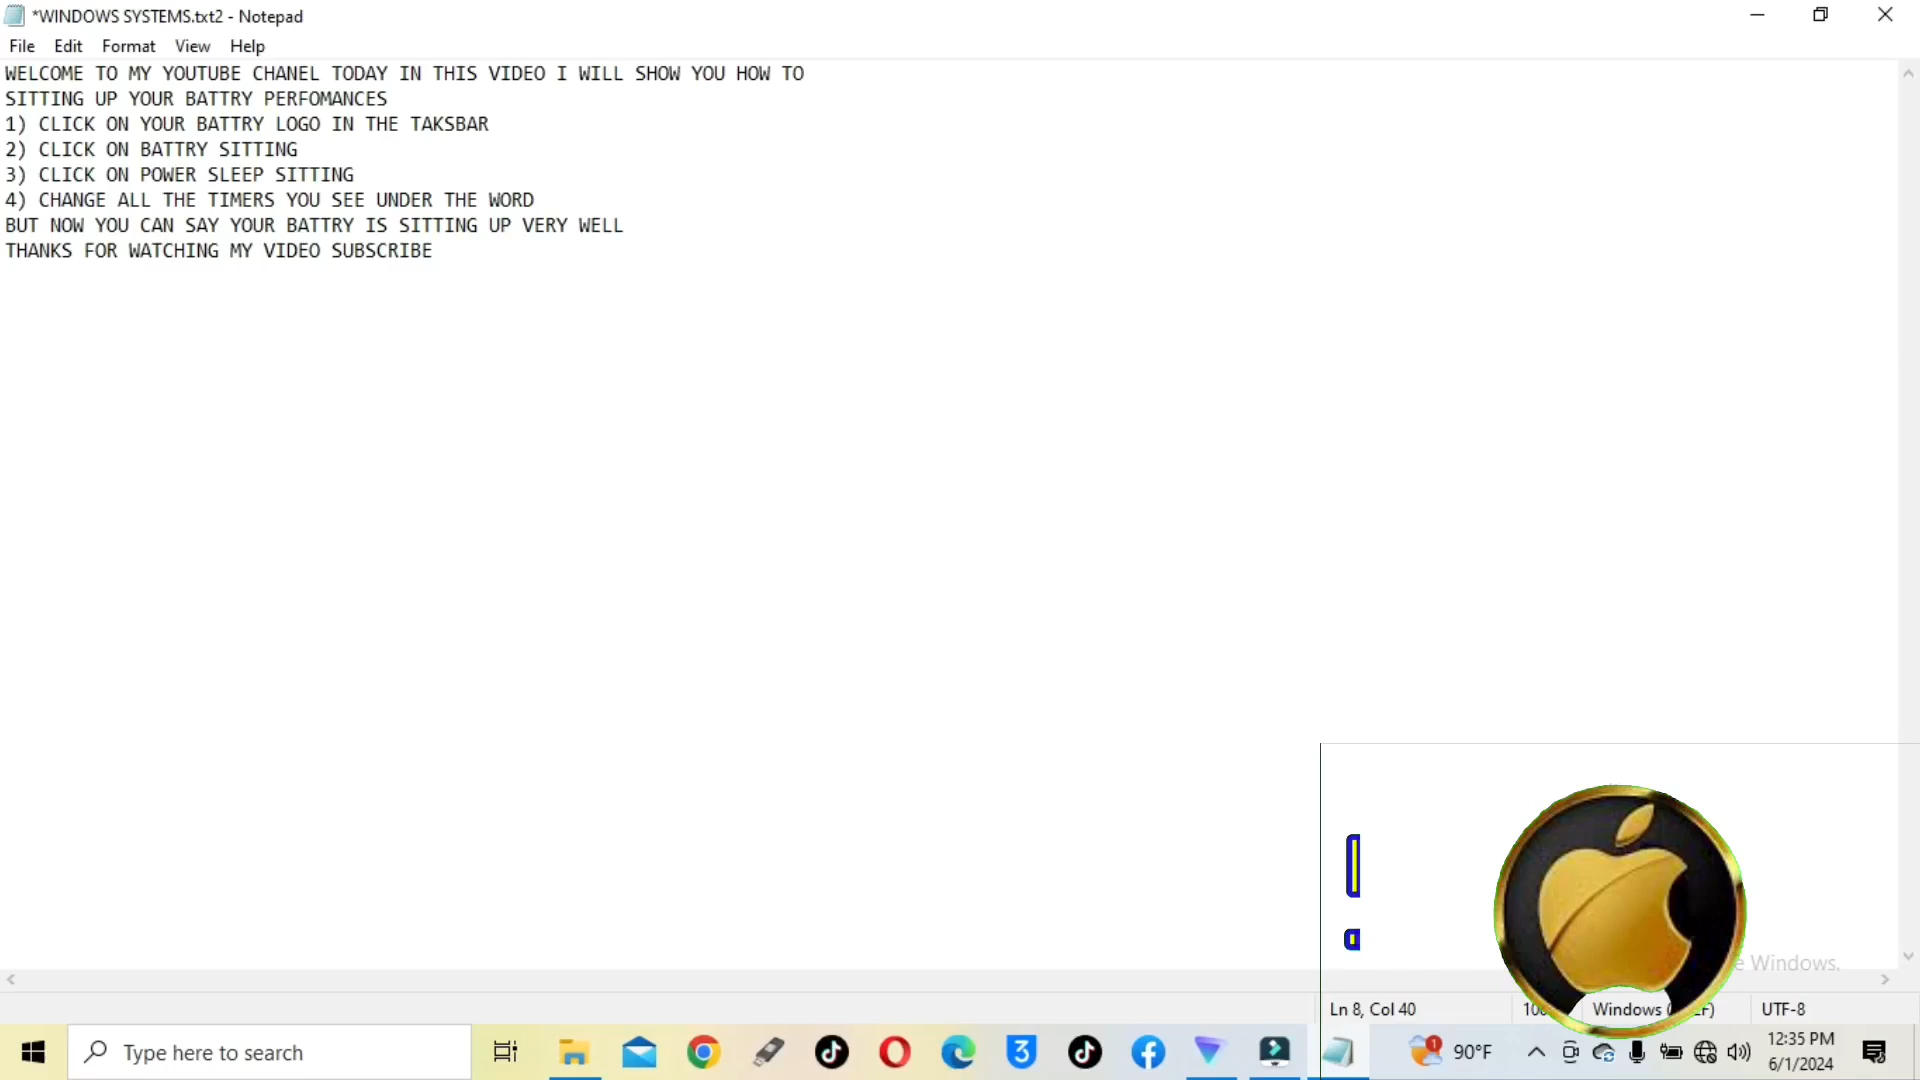 *WINDOWS SYSTEMS.txt2 - Notepad
File Edit Format View Help
WELCOME TO MY YOUTUBE CHANEL TODAY IN THIS VIDEO I WILL SHOW YOU HOW TO
SITTING UP YOUR BATTRY PERFOMANCES
1) CLICK ON YOUR BATTRY LOGO IN THE TAKSBAR
2) CLICK ON BATTRY SITTING
3) CLICK ON POWER SLEEP SITTING
4) CHANGE ALL THE TIMERS YOU SEE UNDER THE WORD
BUT NOW YOU CAN SAY YOUR BATTRY IS SITTING UP VERY WELL
THANKS FOR WATCHING MY VIDEO SUBSCRIBE
Windows.
Ln 8, Col 40 Windows ( UTF-8
Type here to search
3
1
90°F
12:35 PM
6/1/2024